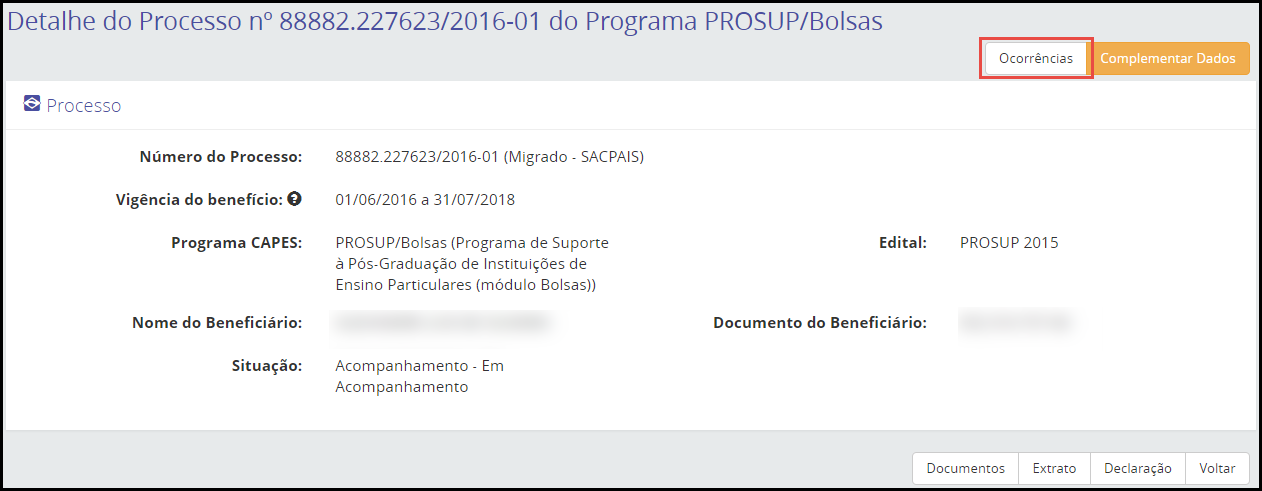 Detalhe do Processo nº 88882.227623/2016-01 do Programa PROSUP/Bolsas
Ocorrências Complementar Dados
Processo
Número do Processo: 88882.227623/2016-01 (Migrado - SACPAIS)
Vigência do benefício: 01/06/2016 a 31/07/2018
Programa CAPES: PROSUP/Bolsas (Programa de Suporte Edital: PROSUP 2015
à Pós-Graduação de Instituições de
Ensino Particulares (módulo Bolsas))
Nome do Beneficiário: Documento do Beneficiário:
Situação: Acompanhamento - Em
Acompanhamento
Documentos Extrato Declaração Voltar